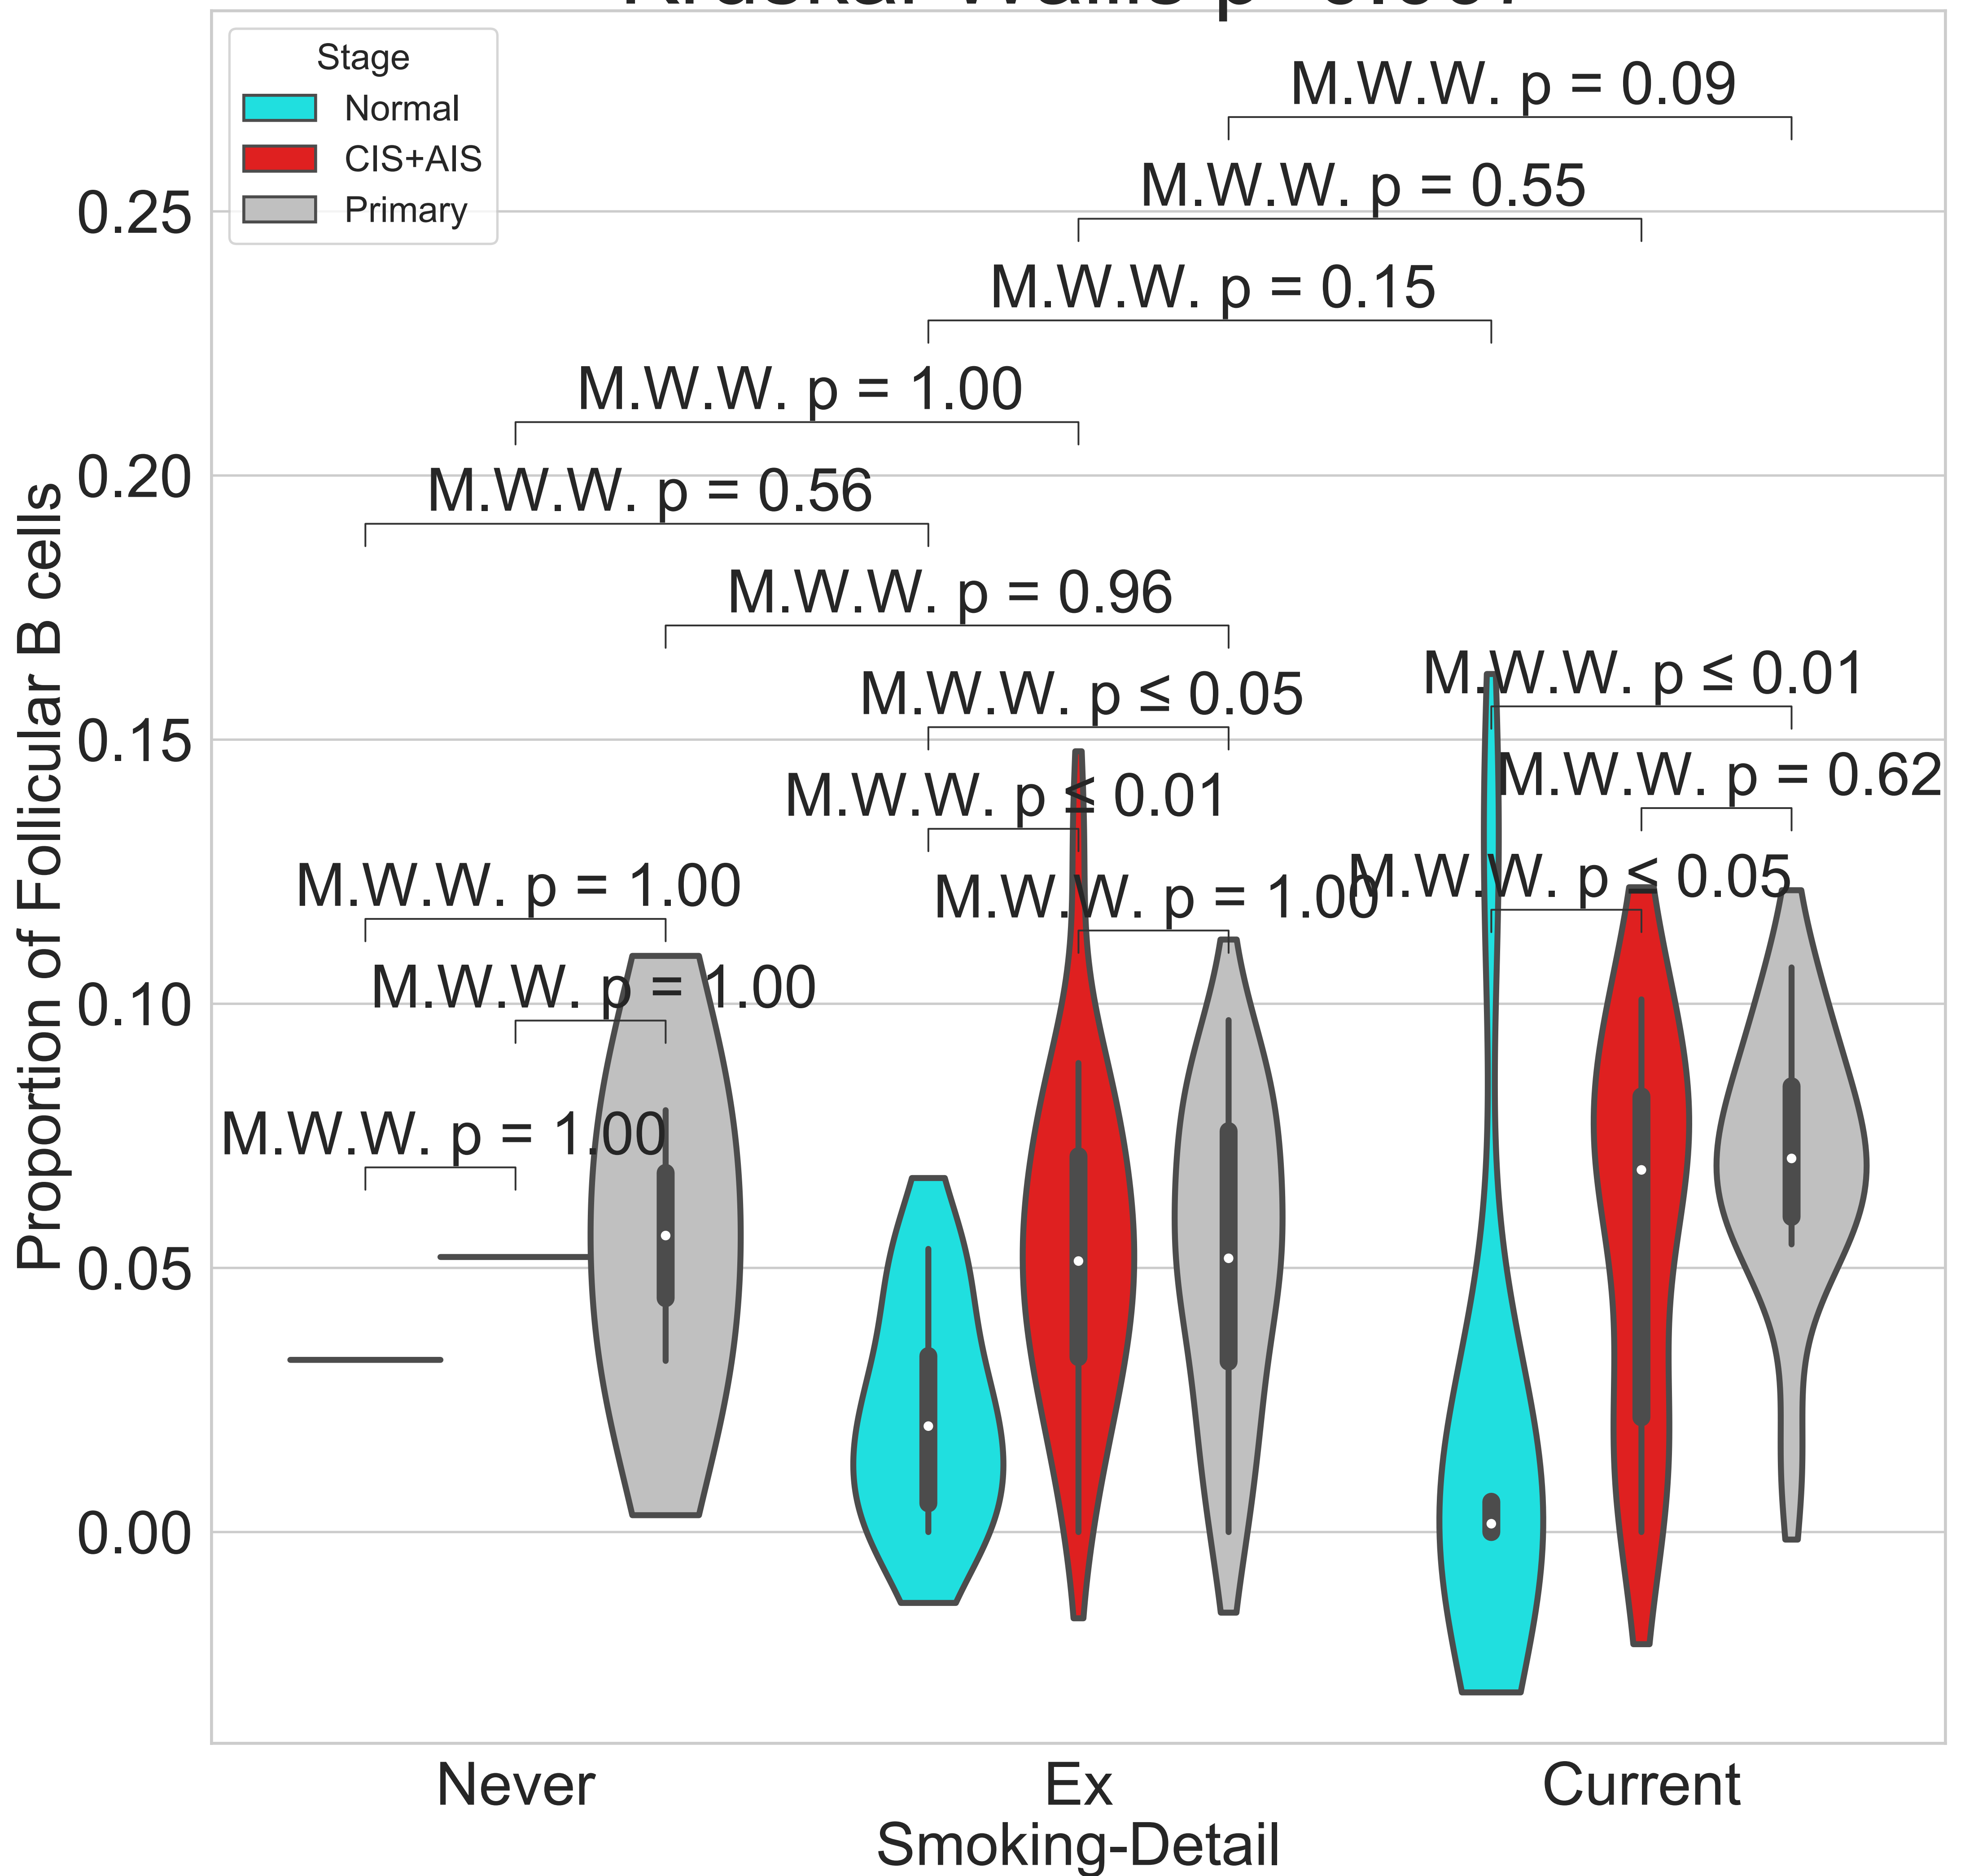 Stage
Normal
CIS+AIS
Primary
M.W.W. p = 0.09
M.W.W. p = 0.55
M.W.W. p = 0.15
M.W.W. p = 1.00
M.W.W. p = 0.56
M.W.W. p = 0.96
M.W.W. p ≤ 0.05
M.W.W. p ≤ 0.01
M.W.W. p ≤ 0.01
M.W.W. p = 0.62
M.W.W. p = 1.00
M.W.W. p ≤ 0.05
M.W.W. p = 1.00
M.W.W. p = 1.00
M.W.W. p = 1.00
0.25
0.20
0.15
0.10
0.05
0.00
Proportion of Follicular B cells
Never
Ex
Current
Smoking-Detail